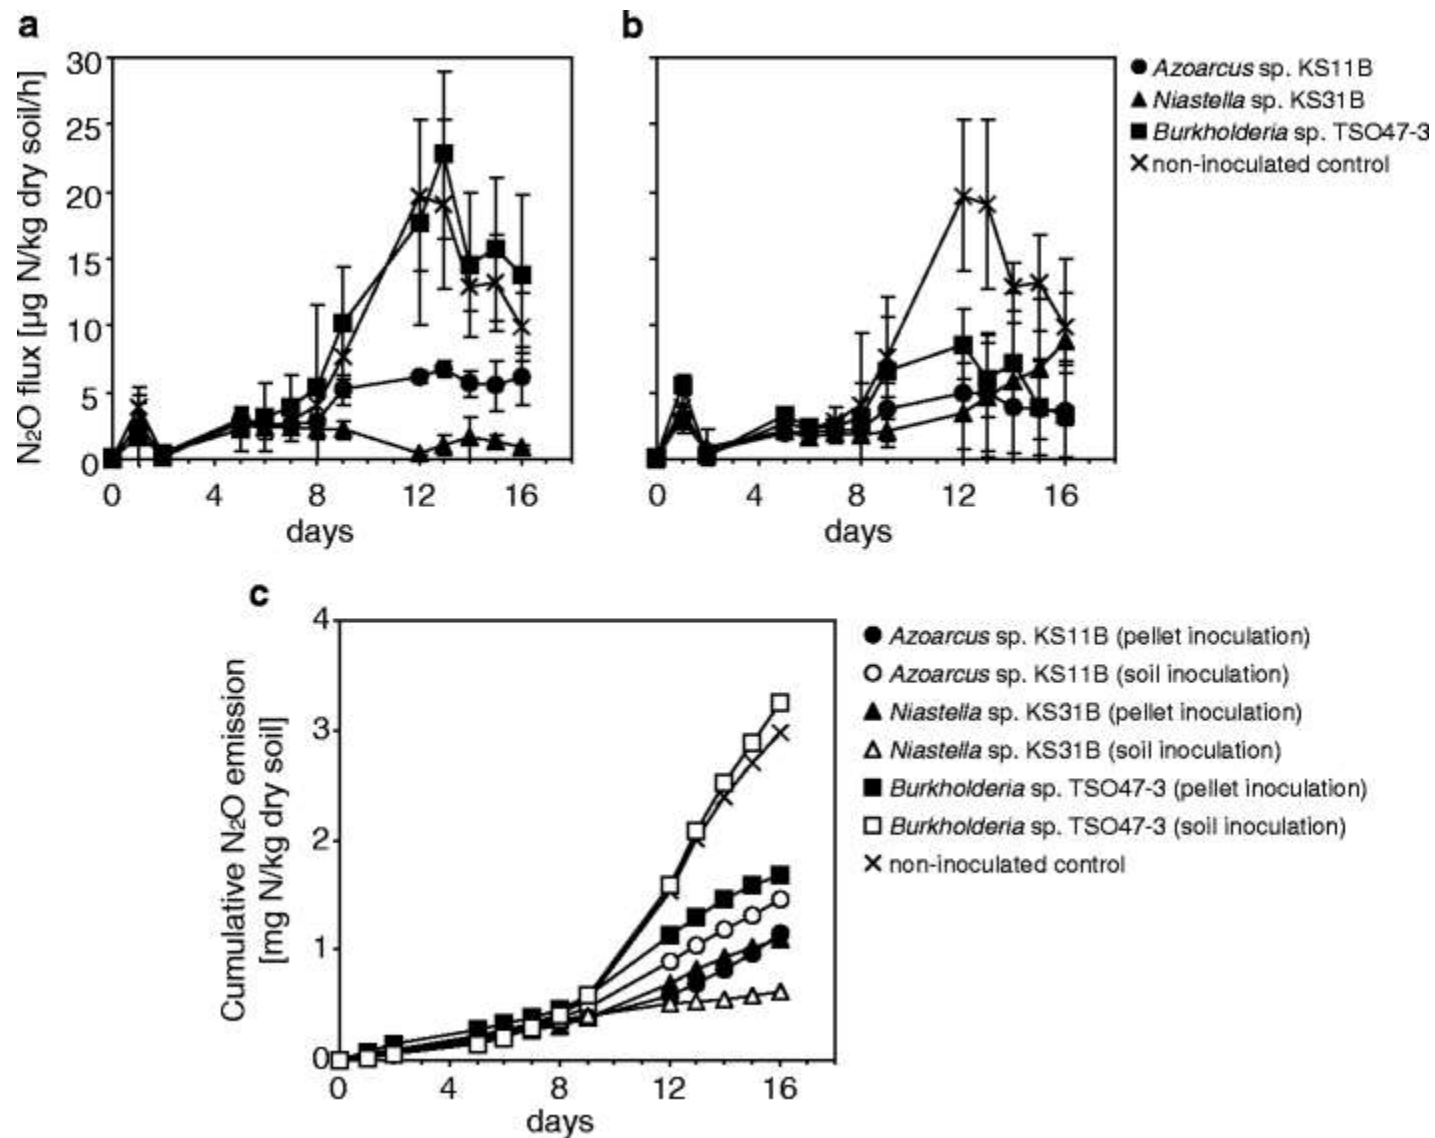 a
b
30
25
20
15
10
5
0
N₂O flux [µg N/kg dry soil/h]
0 4 8 12 16
days
0 4 8 12 16
days
Azoarcus sp. KS11B
Niastella sp. KS31B
Burkholderia sp. TSO47-3
non-inoculated control
c
4
3
2
1
0
Cumulative N₂O emission
[mg N/kg dry soil]
0 4 8 12 16
days
Azoarcus sp. KS11B (pellet inoculation)
Azoarcus sp. KS11B (soil inoculation)
Niastella sp. KS31B (pellet inoculation)
Niastella sp. KS31B (soil inoculation)
Burkholderia sp. TSO47-3 (pellet inoculation)
Burkholderia sp. TSO47-3 (soil inoculation)
non-inoculated control